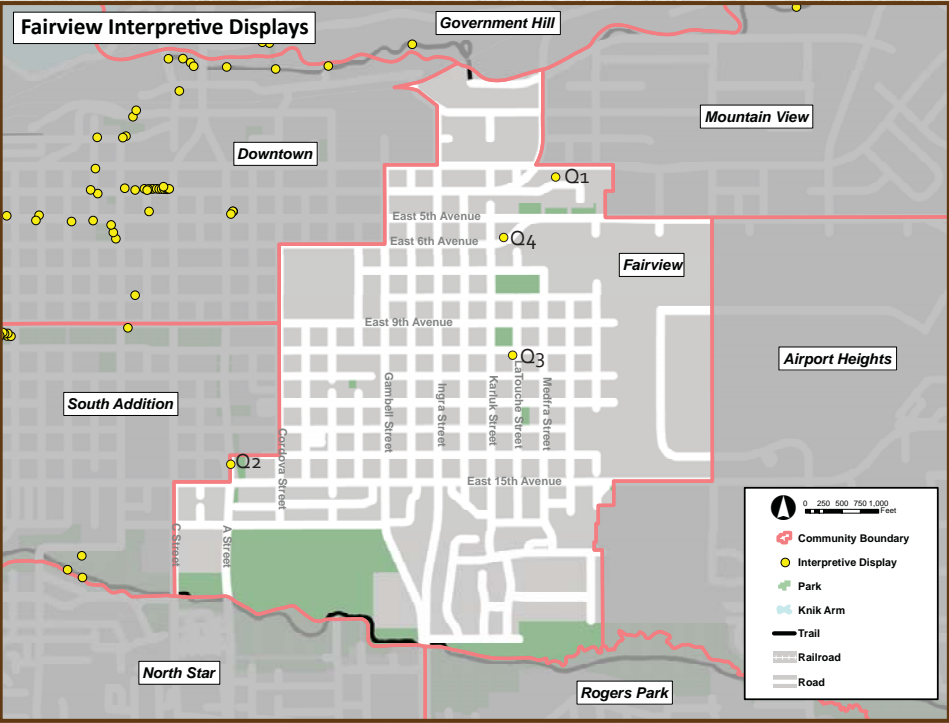 Fairview Interpretive Displays
Government Hill
Mountain View
Downtown
Q1
East 5th Avenue
East 6th Avenue
Q4
Fairview
East 9th Avenue
Q3
Airport Heights
South Addition
Gambell Street
Ingra Street
Karluk Street
LaTouche Street
Medfra Street
Cordova Street
Q2
East 15th Avenue
C Street
A Street
0 250 500 750 1,000
Feet
Community Boundary
Interpretive Display
Park
Knik Arm
Trail
Railroad
Road
North Star
Rogers Park